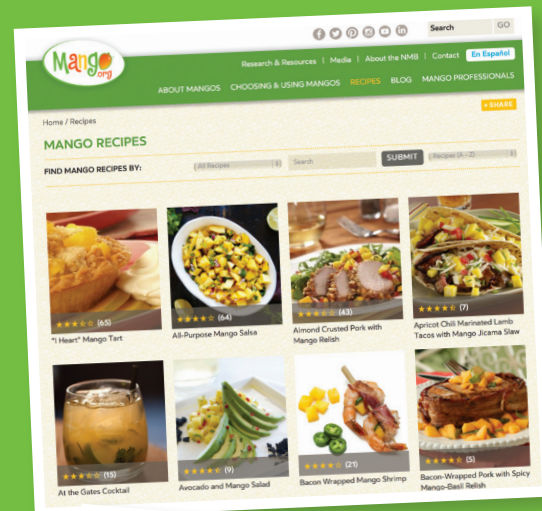 Search
GO
Mango
.org
Research & Resources | Media | About the NMB | Contact
En Español
ABOUT MANGOS CHOOSING & USING MANGOS RECIPES BLOG MANGO PROFESSIONALS
Home / Recipes
SHARE
MANGO RECIPES
FIND MANGO RECIPES BY:
All Recipes
Search
SUBMIT
Recipes (A - Z)
(65)
(64)
(43)
(7)
"I Heart" Mango Tart
All-Purpose Mango Salsa
Almond Crusted Pork with
Mango Relish
Apricot Chili Marinated Lamb
Tacos with Mango Jicama Slaw
(15)
(9)
(21)
(5)
At the Gates Cocktail
Avocado and Mango Salad
Bacon Wrapped Mango Shrimp
Bacon-Wrapped Pork with Spicy
Mango-Basil Relish